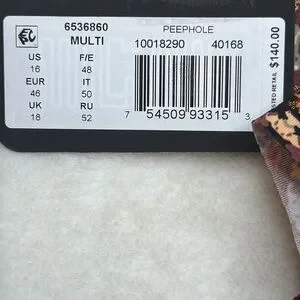 6536860 PEEPHOLE
MULTI 10018290 40168
US F/E
16 48
EUR IT
46 50
UK RU
18 52
7 54509 93315 3
$140.00